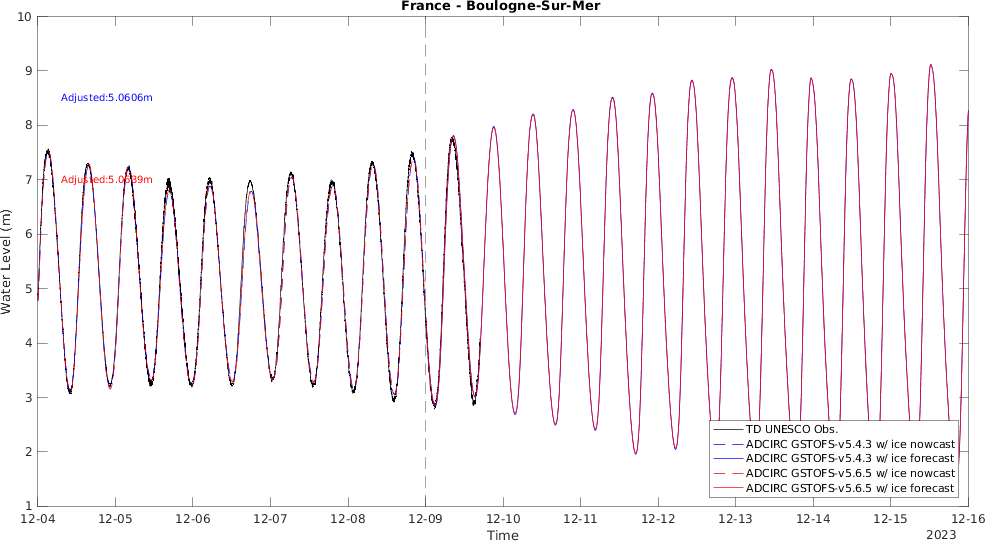 France - Boulogne-Sur-Mer
10
9
8
7
6
5
4
3
2
1
Water Level (m)
Adjusted:5.0606m
Adjusted:5.0639m
TD UNESCO Obs.
ADCIRC GSTOFS-v5.4.3 w/ ice nowcast
ADCIRC GSTOFS-v5.4.3 w/ ice forecast
ADCIRC GSTOFS-v5.6.5 w/ ice nowcast
ADCIRC GSTOFS-v5.6.5 w/ ice forecast
12-04 12-05 12-06 12-07 12-08 12-09 12-10 12-11 12-12 12-13 12-14 12-15 12-16
Time
2023